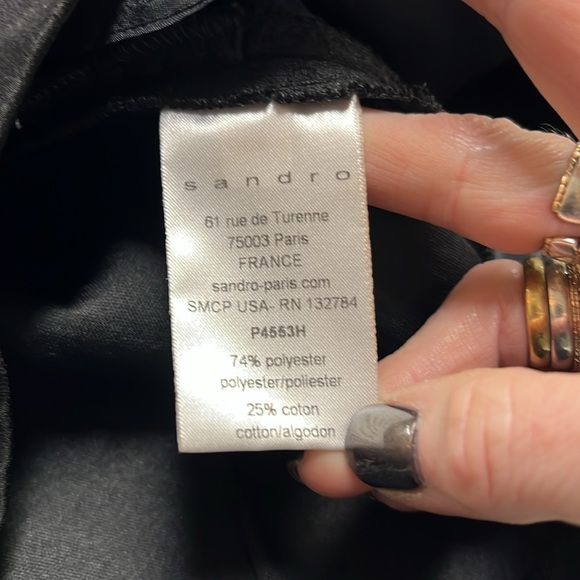 sandro
61 rue de Turenne
75003 Paris
FRANCE
sandro-paris.com
SMCP USA- RN 132784
P4553H
74% polyester
polyester/poliester
25% coton
cotton/algodon